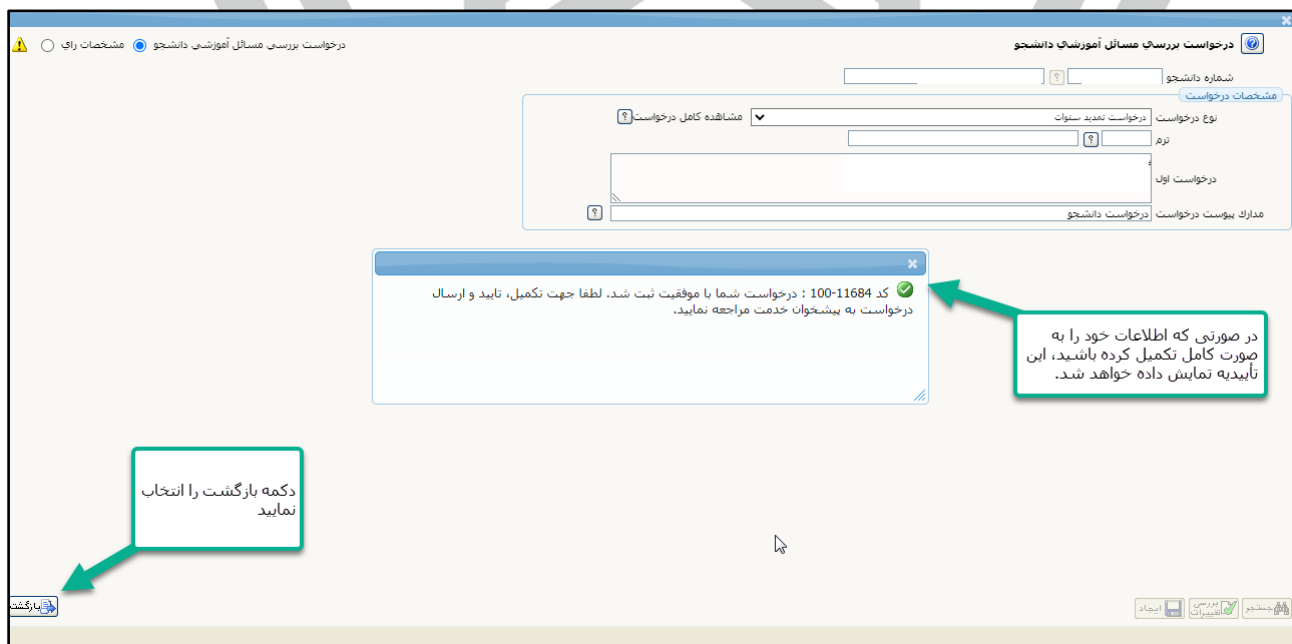 درخواست بررسي مسائل آموزشي دانشجو
درخواست بررسی مسائل آموزشی دانشجو مشخصات راي
شماره دانشجو
مشخصات درخواست
نوع درخواست درخواست تمدید سنوات مشاهده کامل درخواست
ترم
درخواست اول
مدارك پیوست درخواست درخواست دانشجو
کد 11684-100 : درخواست شما با موفقیت ثبت شد. لطفا جهت تکمیل، تایید و ارسال
درخواست به پیشخوان خدمت مراجعه نمایید.
در صورتی که اطلاعات خود را به
صورت کامل تکمیل کرده باشید، این
تأییدیه نمایش داده خواهد شد.
دکمه بازگشت را انتخاب
نمایید
جستجو
بررسی
تغییرات
ایجاد
بازگشت